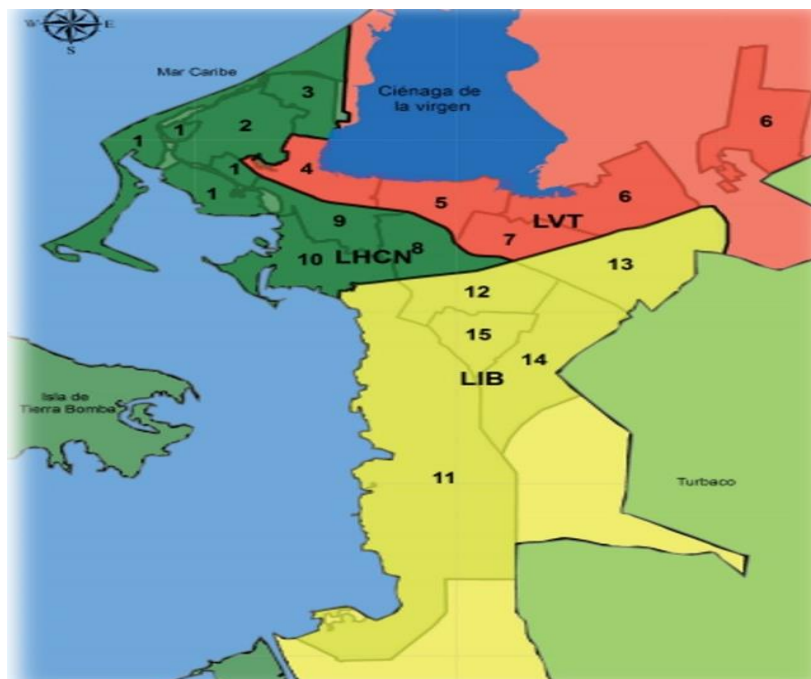 W
E
S
Mar Caribe
Ciénaga de
la virgen
3
6
1
1
2
1
4
1
5
6
9
LVT
7
8
10
LHCN
13
12
15
14
LIB
Isla de
Tierra Bomba
11
Turbaco